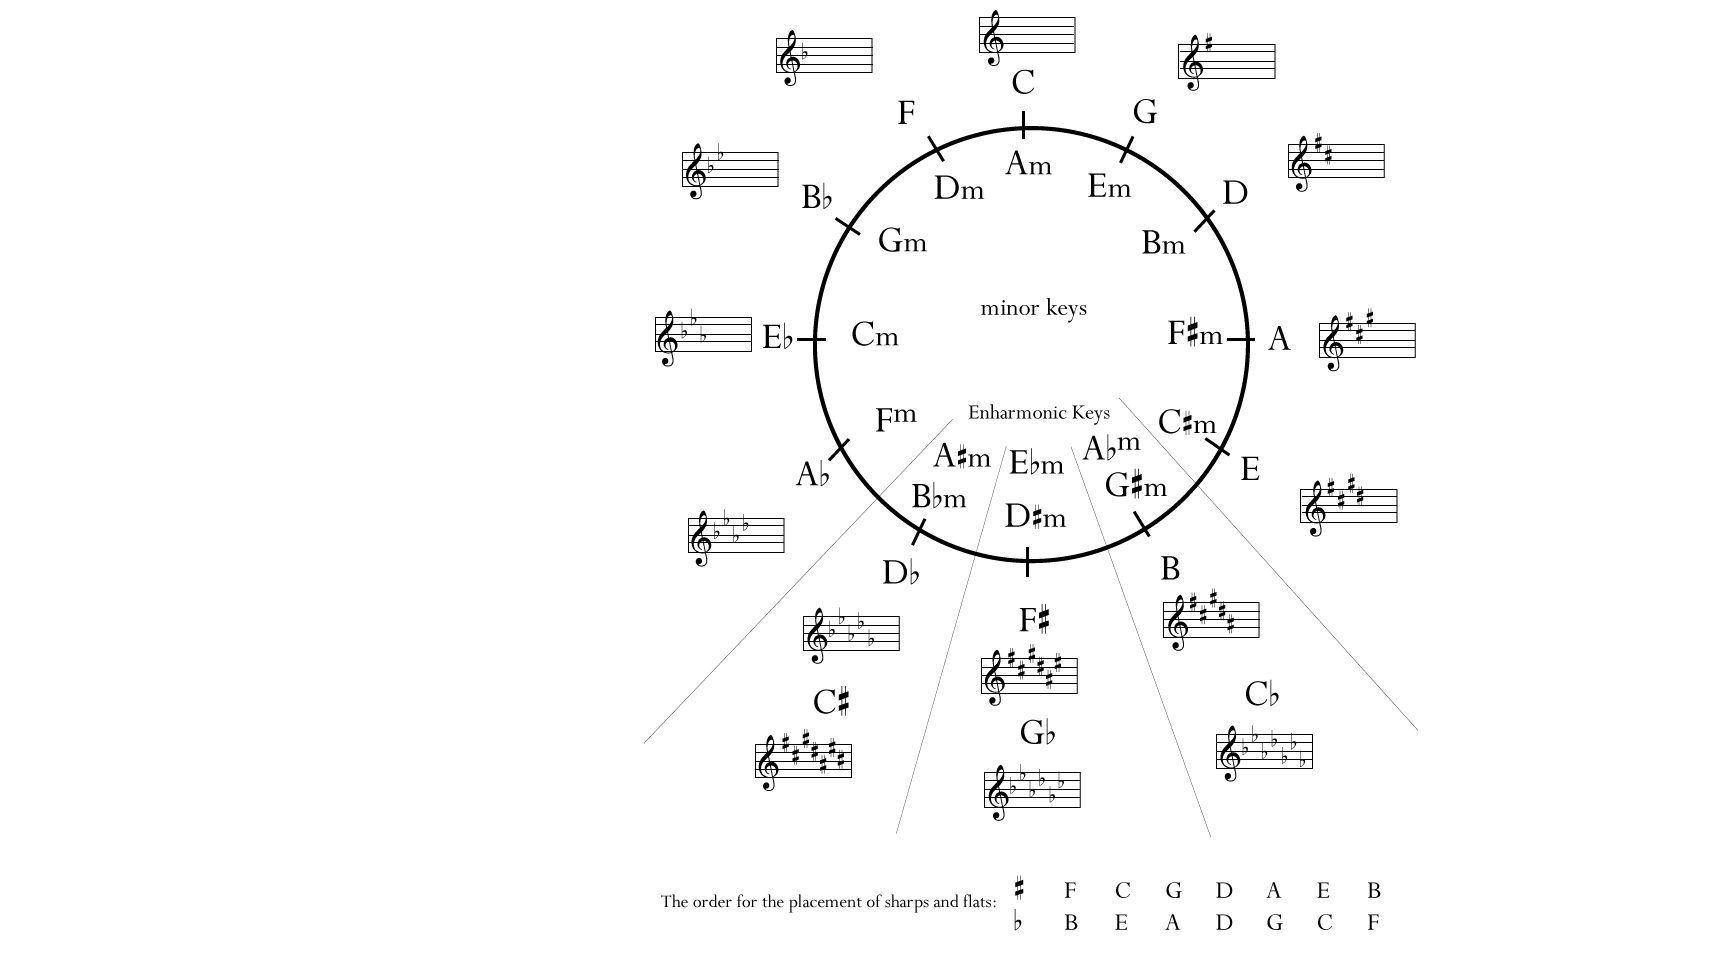 C
F
G
Am
Dm
Em
B♭
D
Gm
Bm
minor keys
E♭
Cm
F♯m
A
Enharmonic Keys
Fm
C♯m
A♯m
E♭m
A♭m
A♭
E
B♭m
G♯m
D♯m
D♭
B
F♯
C♯
C♭
G♭
The order for the placement of sharps and flats:
♯ F C G D A E B
♭ B E A D G C F